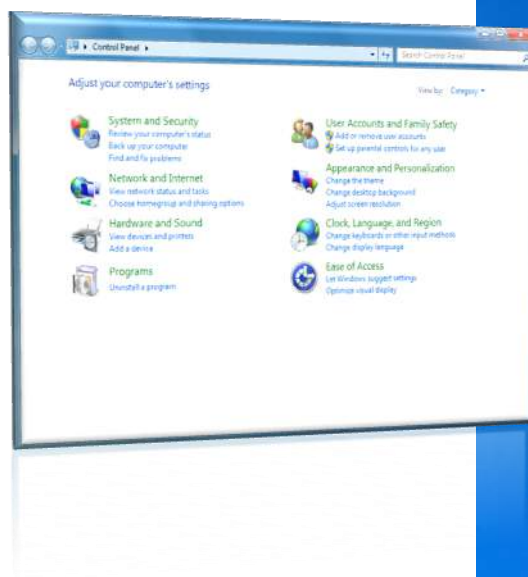 Control Panel
Search Control Panel
Adjust your computer's settings
View by: Category
System and Security
Review your computer's status
Back up your computer
Find and fix problems
Network and Internet
View network status and tasks
Choose homegroup and sharing options
Hardware and Sound
View devices and printers
Add a device
Programs
Uninstall a program
User Accounts and Family Safety
Add or remove user accounts
Set up parental controls for any user
Appearance and Personalization
Change the theme
Change desktop background
Adjust screen resolution
Clock, Language, and Region
Change keyboards or other input methods
Change display language
Ease of Access
Let Windows suggest settings
Optimize visual display